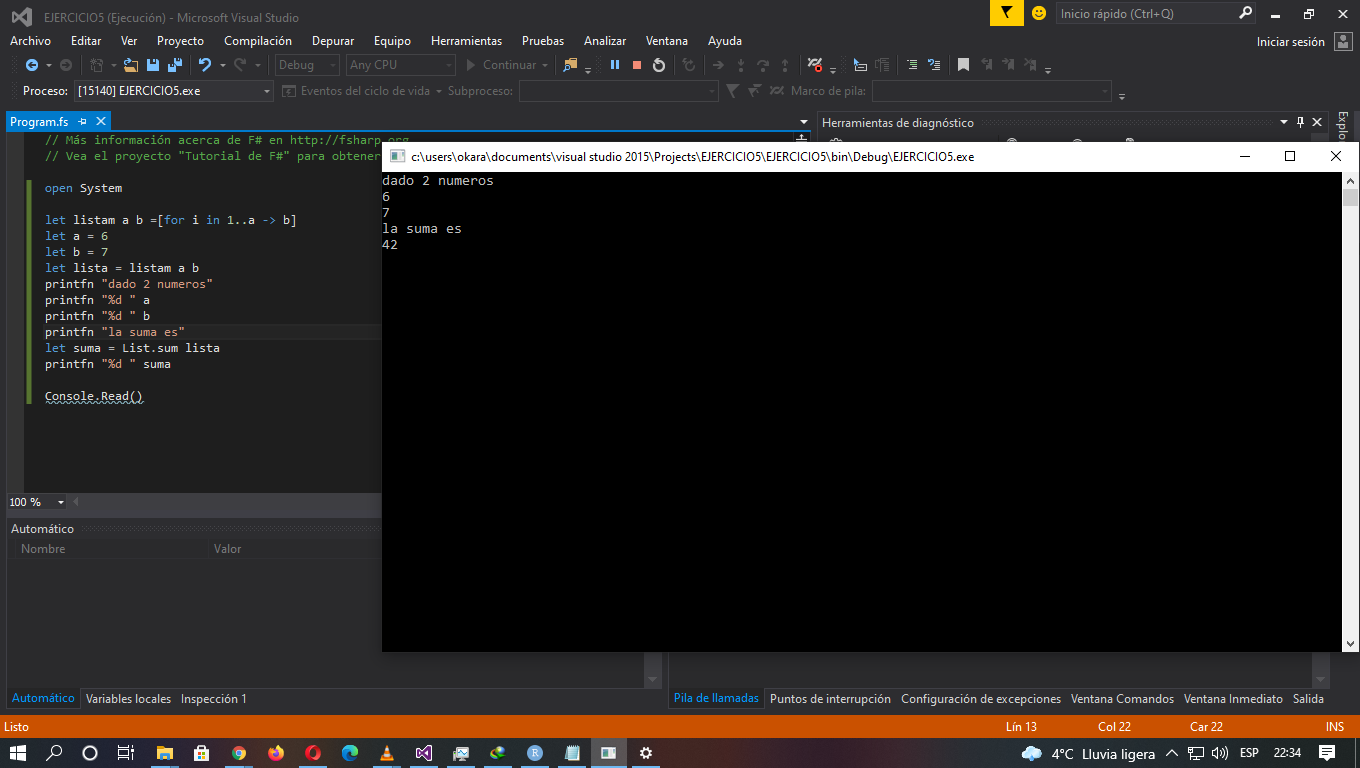 EJERCICIO5 (Ejecución) - Microsoft Visual Studio
Inicio rápido (Ctrl+Q)
Archivo Editar Ver Proyecto Compilación Depurar Equipo Herramientas Pruebas Analizar Ventana Ayuda
Iniciar sesión
Debug Any CPU Continuar
Proceso: [15140] EJERCICIO5.exe Eventos del ciclo de vida Subproceso: Marco de pila:
Program.fs
Herramientas de diagnóstico
// Más información acerca de F# en http://fsharp.org
// Vea el proyecto "Tutorial de F#" para obtener
open System
let listam a b =[for i in 1..a -> b]
let a = 6
let b = 7
let lista = listam a b
printfn "dado 2 numeros"
printfn "%d " a
printfn "%d " b
printfn "la suma es"
let suma = List.sum lista
printfn "%d " suma
Console.Read()
c:\users\okara\documents\visual studio 2015\Projects\EJERCICIO5\EJERCICIO5\bin\Debug\EJERCICIO5.exe
dado 2 numeros
6
7
la suma es
42
100 %
Automático
Nombre Valor
Automático Variables locales Inspección 1
Pila de llamadas Puntos de interrupción Configuración de excepciones Ventana Comandos Ventana Inmediato Salida
Listo Lín 13 Col 22 Car 22 INS
4°C Lluvia ligera ESP 22:34